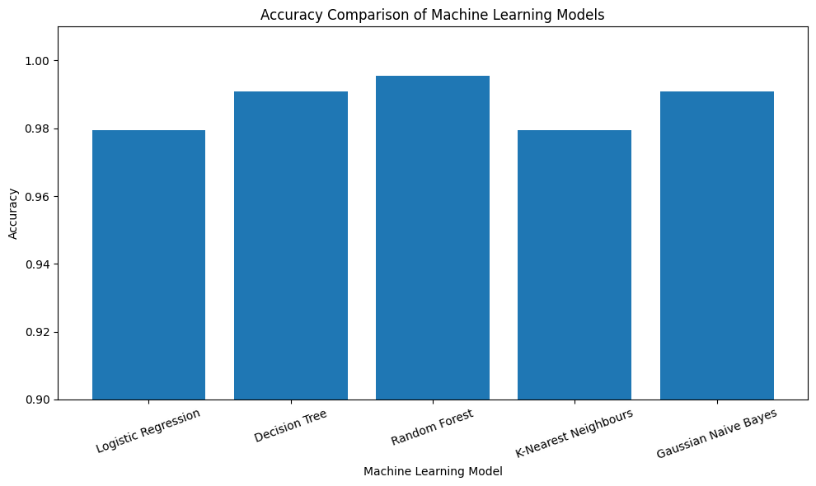 Accuracy Comparison of Machine Learning Models
1.00
0.98
0.96
0.94
0.92
0.90
Accuracy
Logistic Regression
Decision Tree
Random Forest
K-Nearest Neighbours
Gaussian Naive Bayes
Machine Learning Model